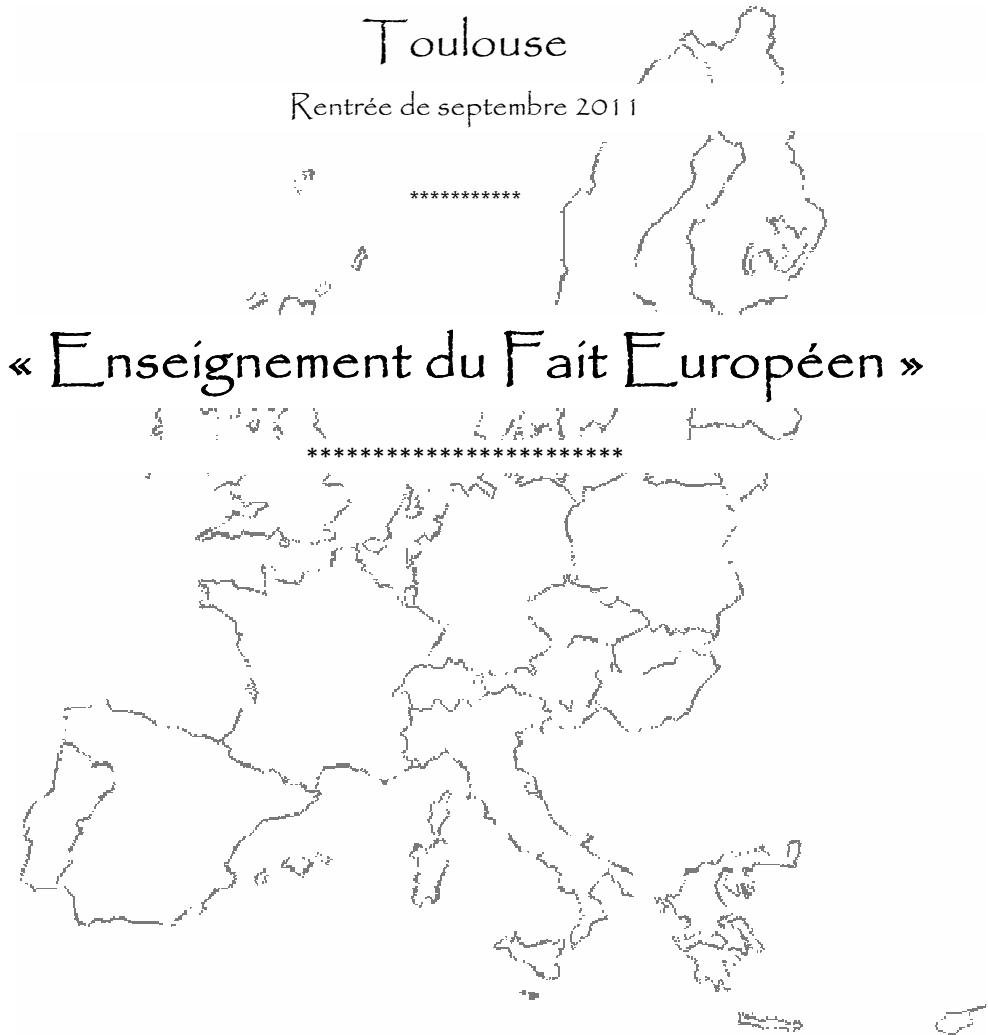 Toulouse
Rentrée de septembre 2011
***********
« Enseignement du Fait Européen »
************************